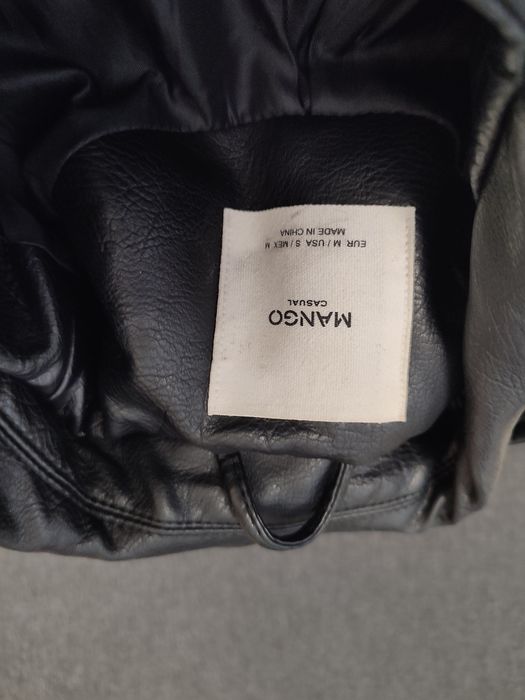 MANGO
CASUAL
EUR M / USA S / MEX M
MADE IN CHINA